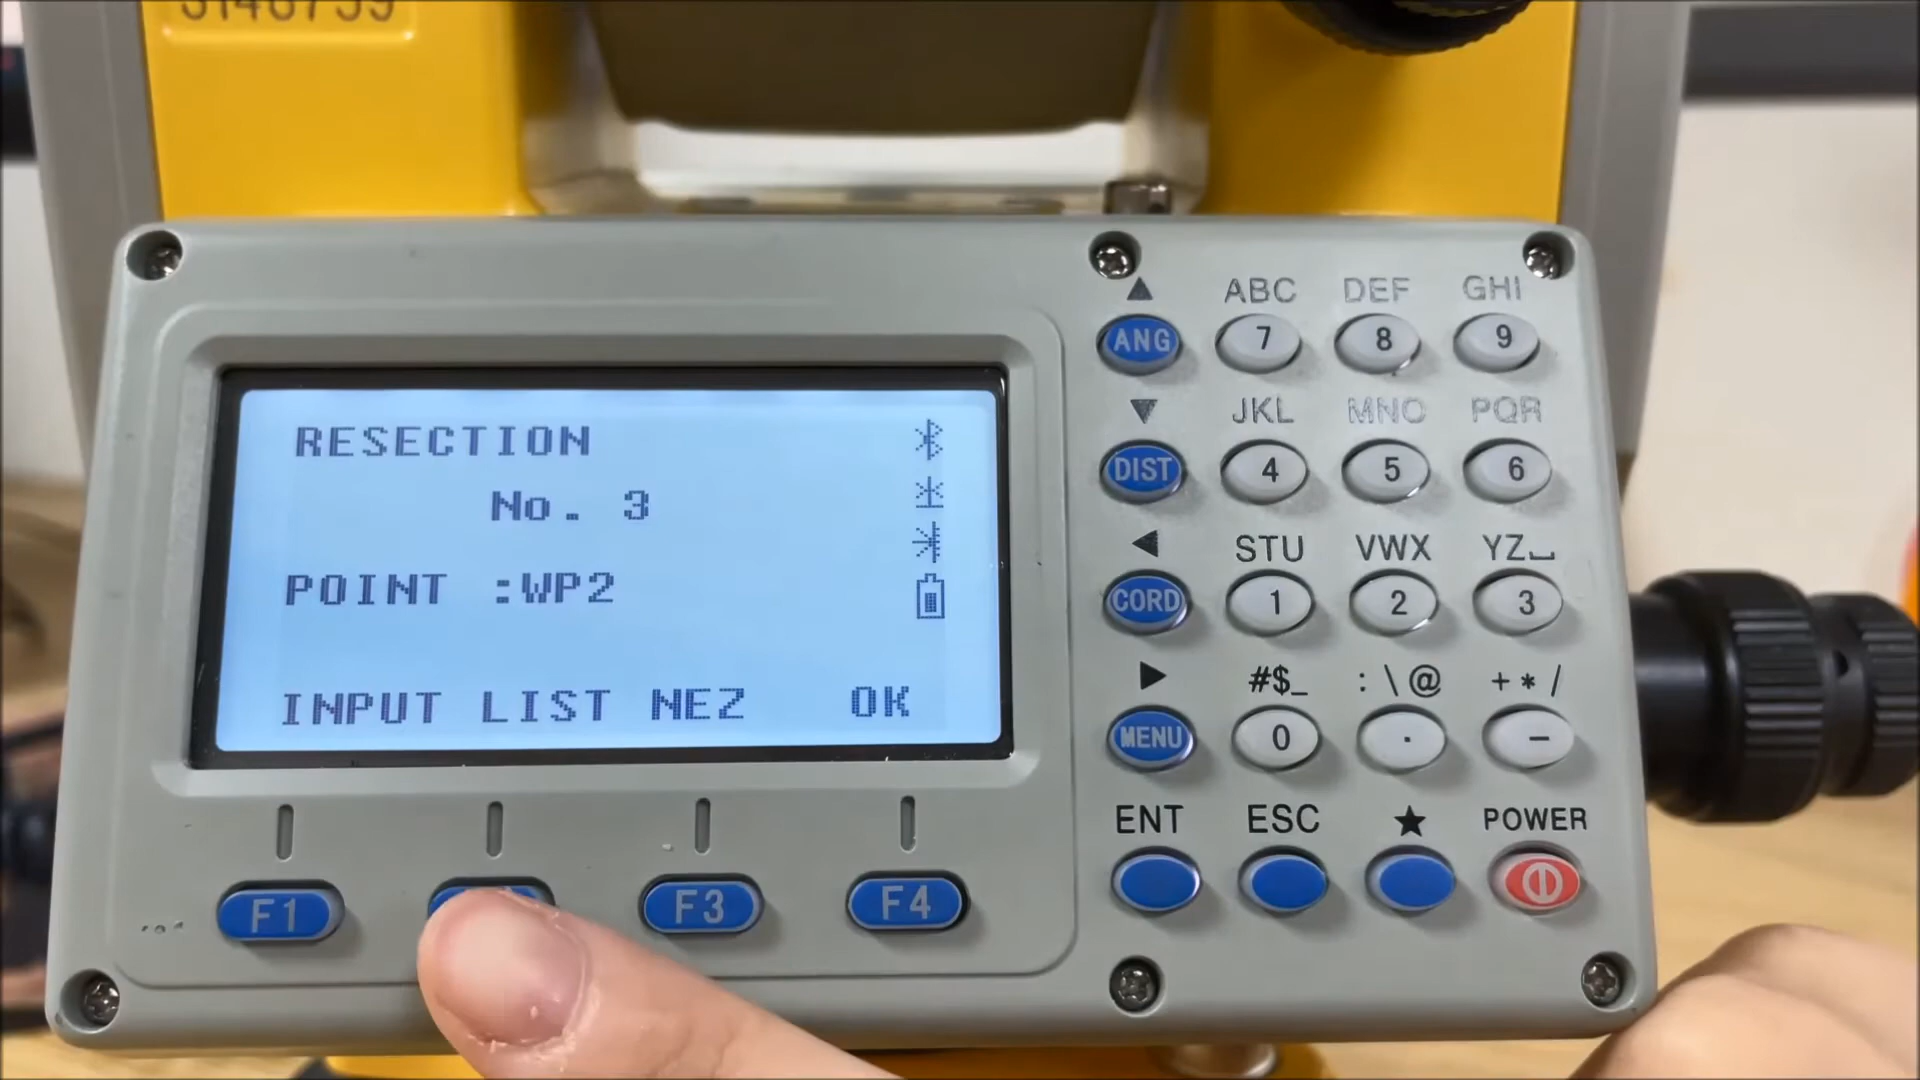 RESECTION
No. 3
POINT :WP2
INPUT LIST NEZ OK
F1 F3 F4
ABC DEF GHI
ANG 7 8 9
JKL MNO PQR
DIST 4 5 6
STU VWX YZ⎵
CORD 1 2 3
#$_ :\@ +*/
MENU 0 . -
ENT ESC ★ POWER